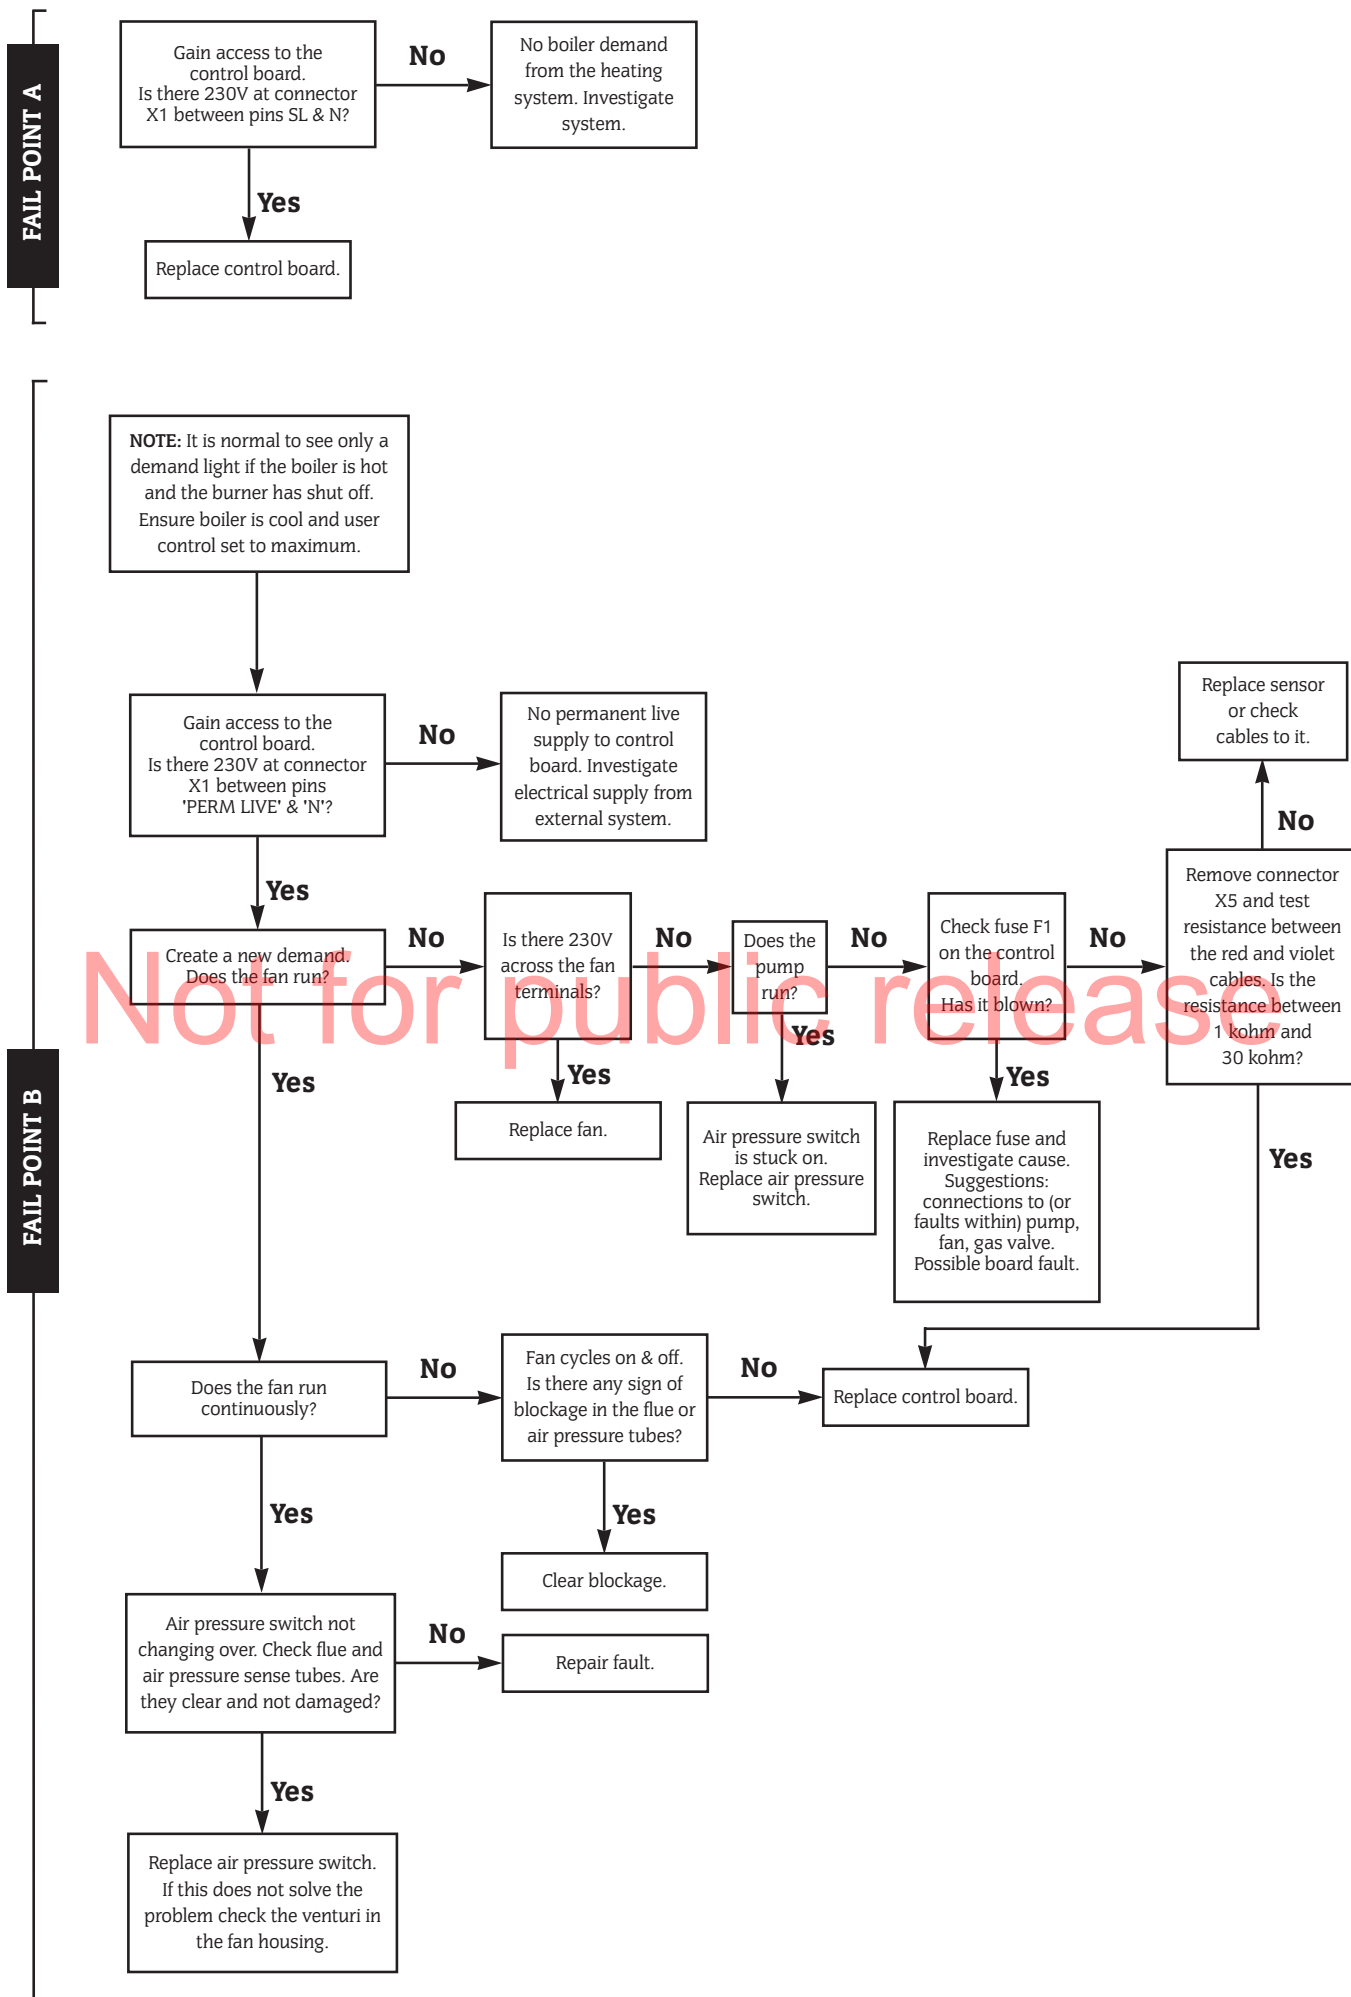 FAIL POINT A
Gain access to the
control board.
Is there 230V at connector
X1 between pins SL & N?
No
No boiler demand
from the heating
system. Investigate
system.
Yes
Replace control board.
FAIL POINT B
NOTE: It is normal to see only a
demand light if the boiler is hot
and the burner has shut off.
Ensure boiler is cool and user
control set to maximum.
Gain access to the
control board.
Is there 230V at connector
X1 between pins
'PERM LIVE' & 'N'?
No
No permanent live
supply to control
board. Investigate
electrical supply from
external system.
Yes
Create a new demand.
Does the fan run?
No
Is there 230V
across the fan
terminals?
No
Does the
pump
run?
No
Check fuse F1
on the control
board.
Has it blown?
No
Remove connector
X5 and test
resistance between
the red and violet
cables. Is the
resistance between
1 kohm and
30 kohm?
No
Replace sensor
or check
cables to it.
Not for public release
Yes
Yes
Replace fan.
Yes
Air pressure switch
is stuck on.
Replace air pressure
switch.
Yes
Replace fuse and
investigate cause.
Suggestions:
connections to (or
faults within) pump,
fan, gas valve.
Possible board fault.
Yes
Does the fan run
continuously?
No
Fan cycles on & off.
Is there any sign of
blockage in the flue or
air pressure tubes?
No
Replace control board.
Yes
Yes
Clear blockage.
Air pressure switch not
changing over. Check flue and
air pressure sense tubes. Are
they clear and not damaged?
No
Repair fault.
Yes
Replace air pressure switch.
If this does not solve the
problem check the venturi in
the fan housing.